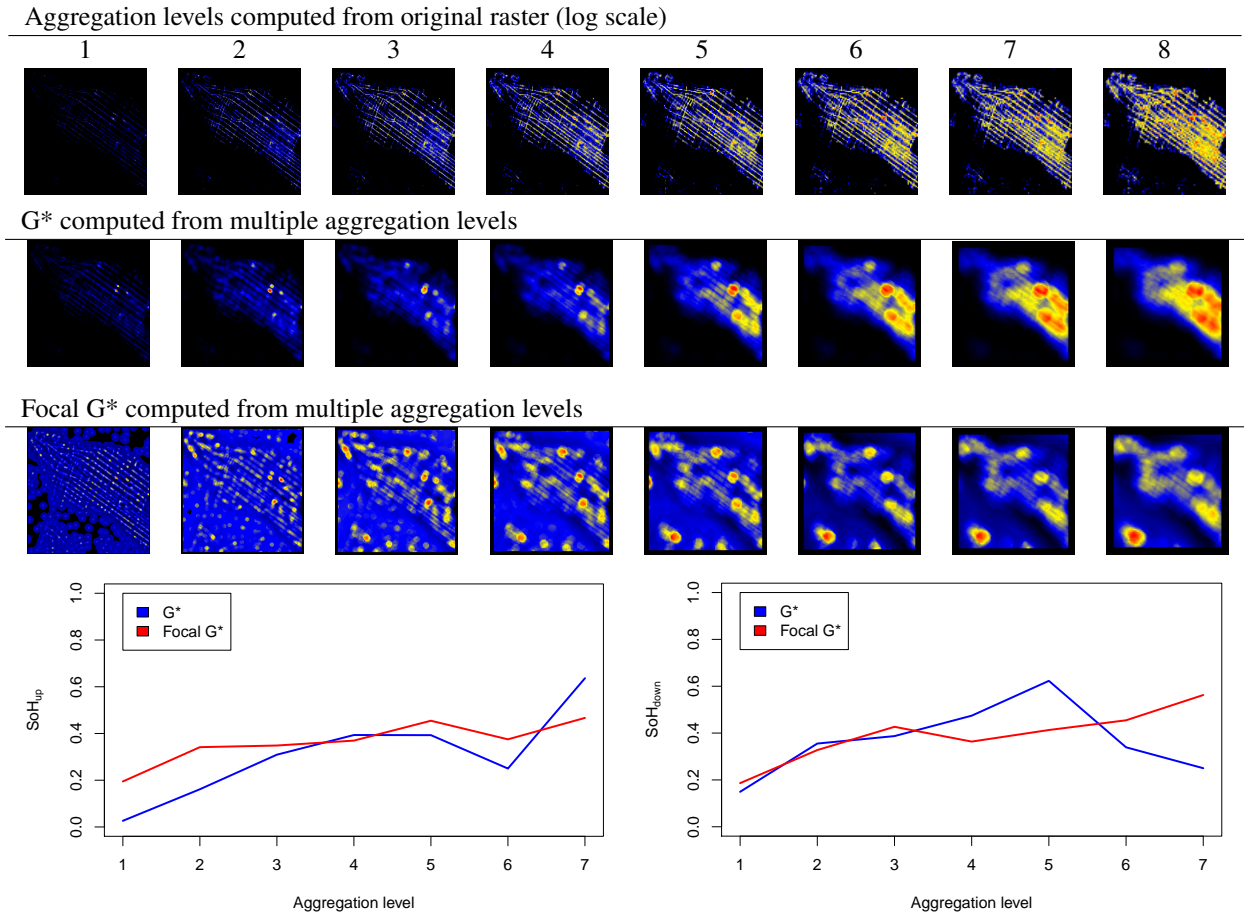 Aggregation levels computed from original raster (log scale)
1 2 3 4 5 6 7 8
G* computed from multiple aggregation levels
Focal G* computed from multiple aggregation levels
SoHup
0.0 0.2 0.4 0.6 0.8 1.0
G*
Focal G*
1 2 3 4 5 6 7
Aggregation level
SoHdown
0.0 0.2 0.4 0.6 0.8 1.0
G*
Focal G*
1 2 3 4 5 6 7
Aggregation level